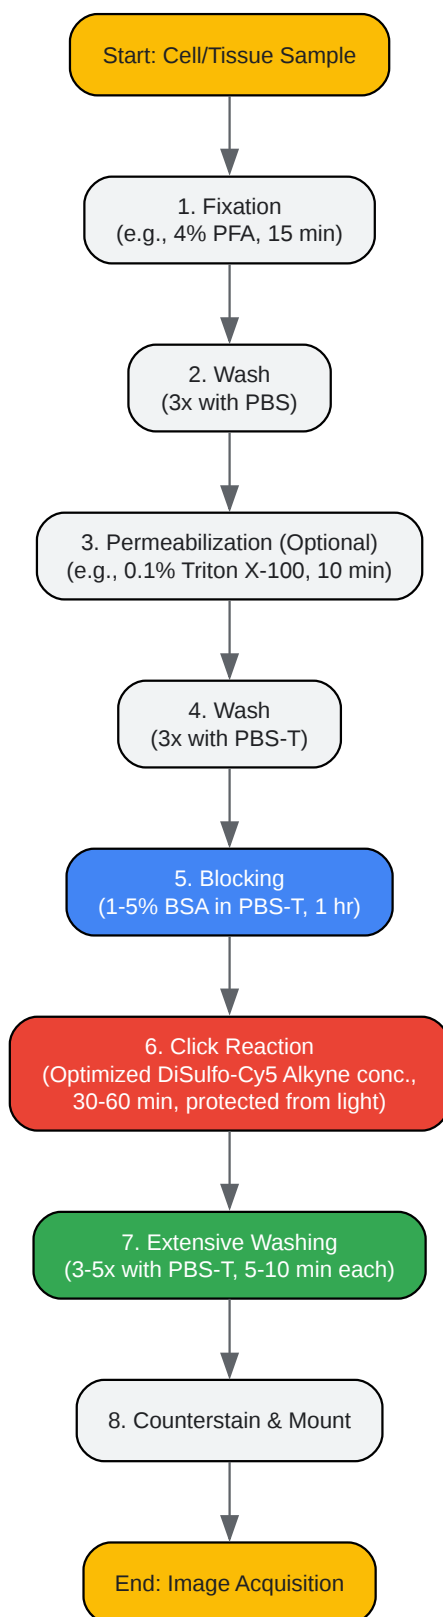 Start: Cell/Tissue Sample
1. Fixation
(e.g., 4% PFA, 15 min)
2. Wash
(3x with PBS)
3. Permeabilization (Optional)
(e.g., 0.1% Triton X-100, 10 min)
4. Wash
(3x with PBS-T)
5. Blocking
(1-5% BSA in PBS-T, 1 hr)
6. Click Reaction
(Optimized DiSulfo-Cy5 Alkyne conc.,
30-60 min, protected from light)
7. Extensive Washing
(3-5x with PBS-T, 5-10 min each)
8. Counterstain & Mount
End: Image Acquisition